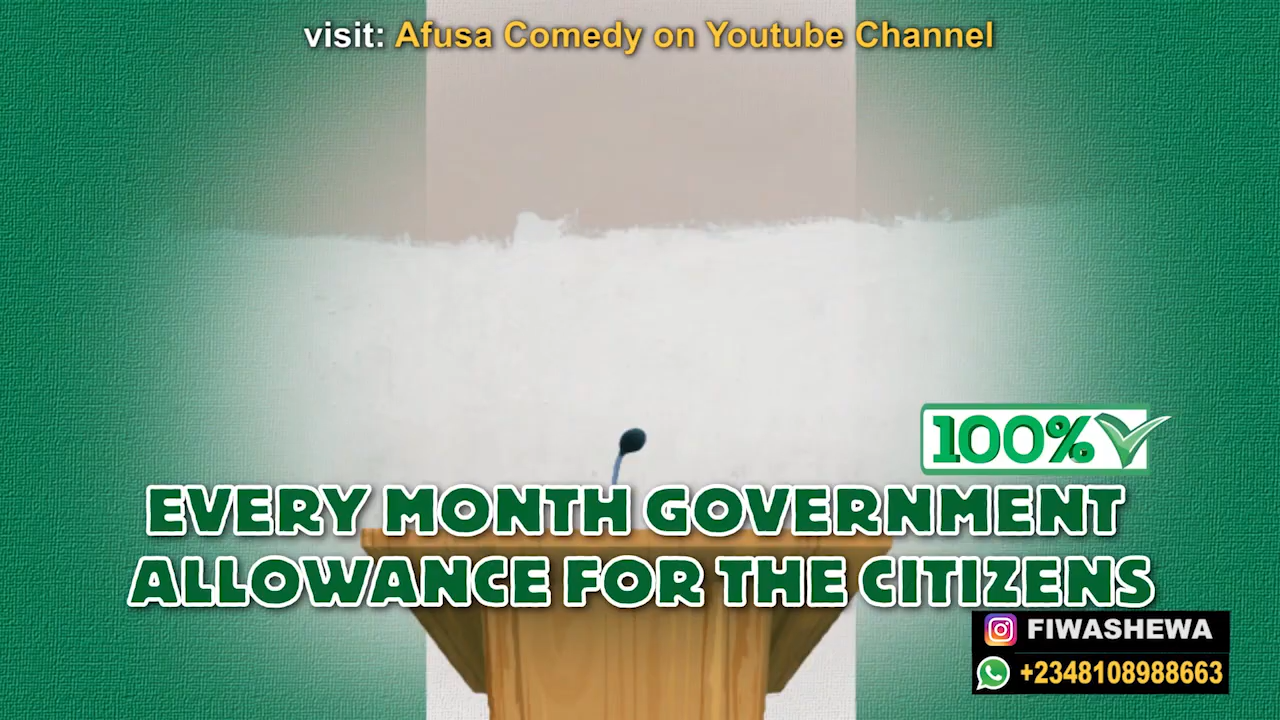 visit: Afusa Comedy on Youtube Channel
100%
EVERY MONTH GOVERNMENT
ALLOWANCE FOR THE CITIZENS
FIWASHEWA
+2348108988663